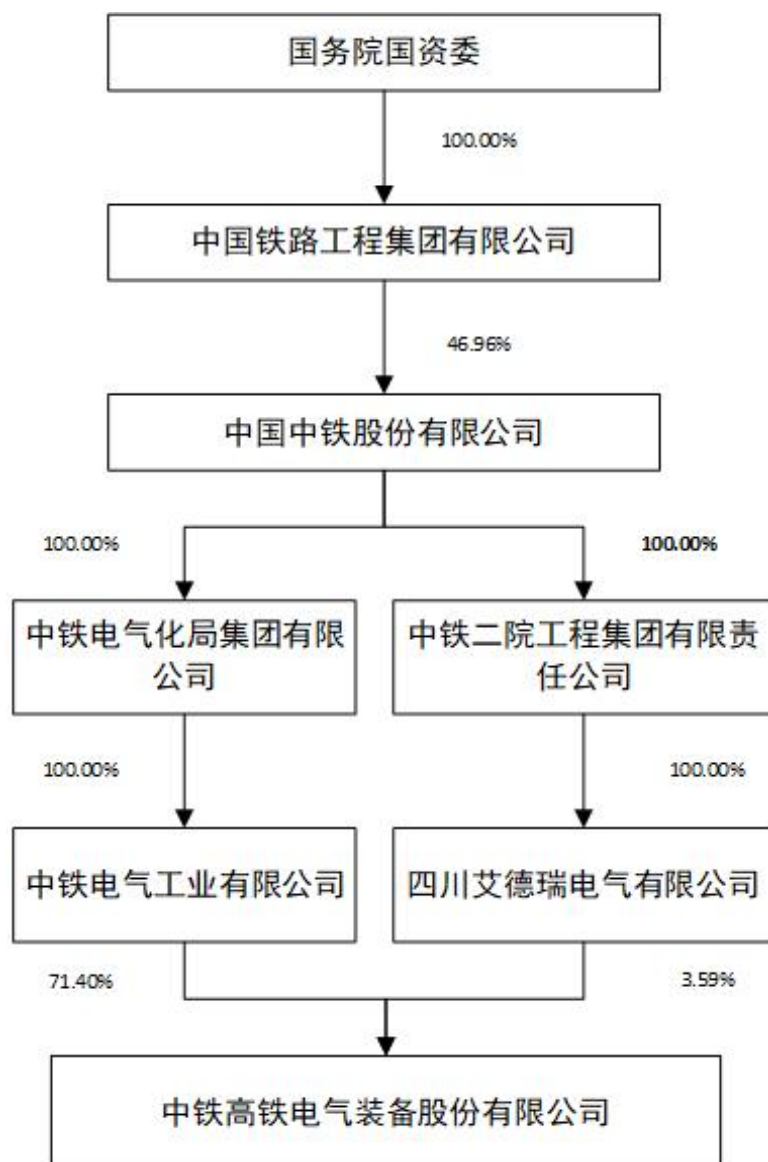 国务院国资委
100.00%
中国铁路工程集团有限公司
46.96%
中国中铁股份有限公司
100.00%
100.00%
中铁电气化局集团有限
公司
中铁二院工程集团有限责
任公司
100.00%
100.00%
中铁电气工业有限公司
四川艾德瑞电气有限公司
71.40%
3.59%
中铁高铁电气装备股份有限公司